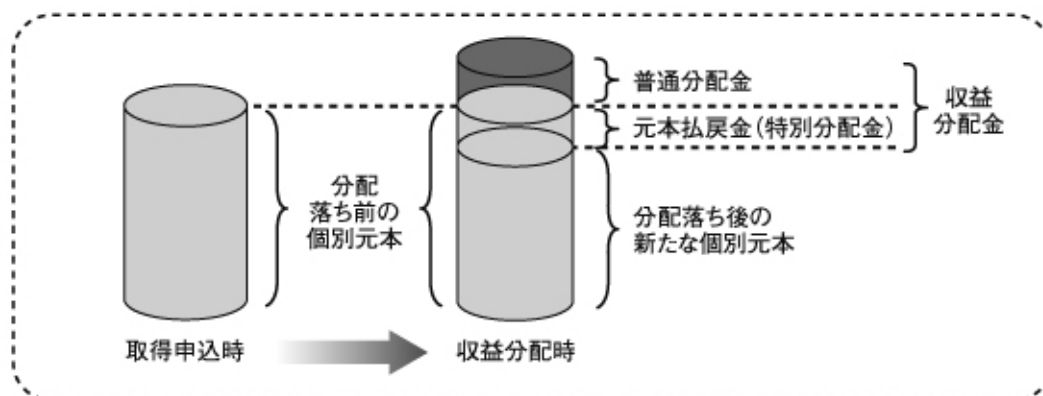 普通分配金
収益
分配金
元本払戻金(特別分配金)
分配
落ち前の
個別元本
分配落ち後の
新たな個別元本
取得申込時
収益分配時